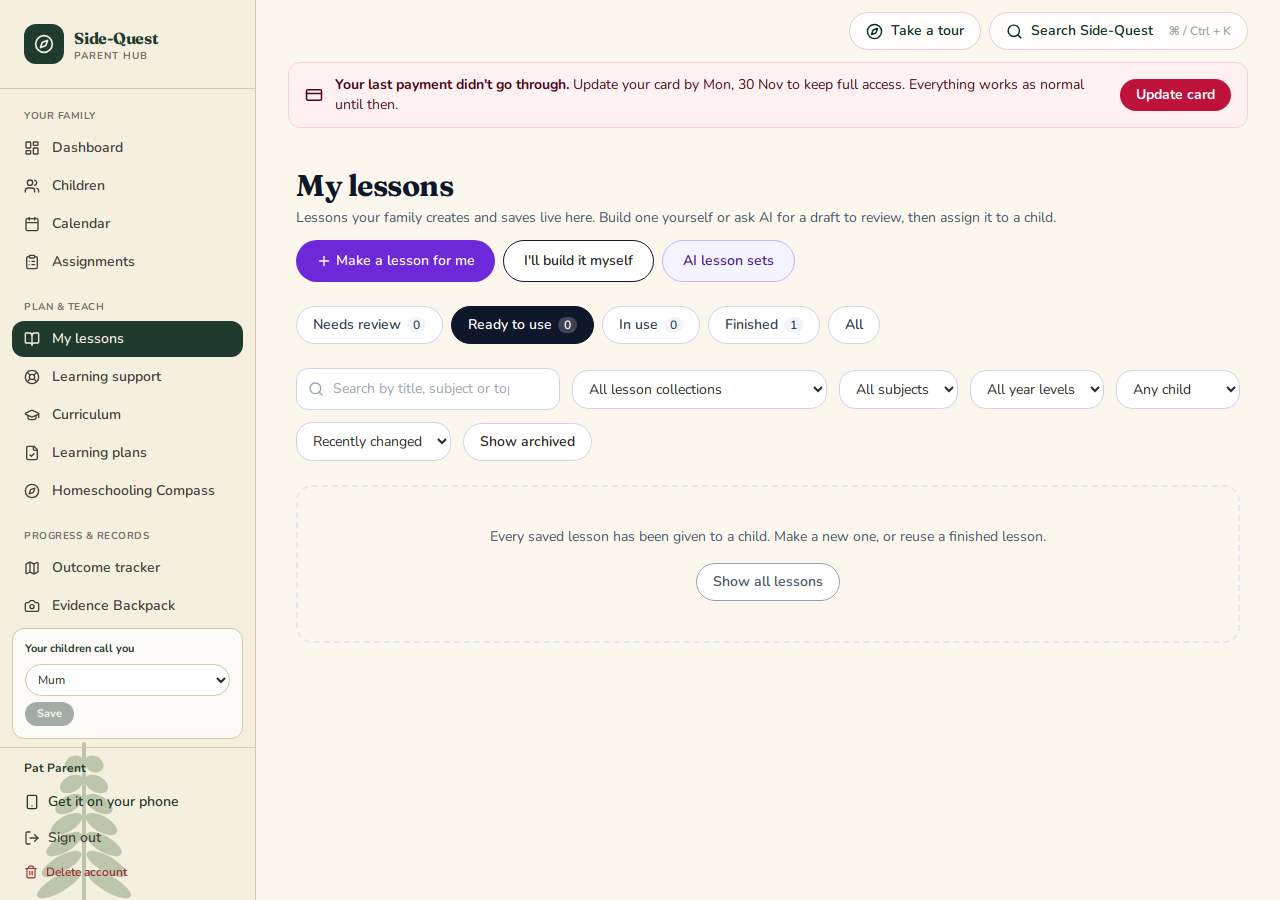 Side-Quest
PARENT HUB
YOUR FAMILY
Dashboard
Children
Calendar
Assignments
PLAN & TEACH
My lessons
Learning support
Curriculum
Learning plans
Homeschooling Compass
PROGRESS & RECORDS
Outcome tracker
Evidence Backpack
Your children call you
Mum
Save
Pat Parent
Get it on your phone
Sign out
Delete account
Take a tour
Search Side-Quest ⌘ / Ctrl + K
Your last payment didn't go through. Update your card by Mon, 30 Nov to keep full access. Everything works as normal
until then.
Update card
My lessons
Lessons your family creates and saves live here. Build one yourself or ask AI for a draft to review, then assign it to a child.
+ Make a lesson for me
I'll build it myself
AI lesson sets
Needs review 0
Ready to use 0
In use 0
Finished 1
All
Search by title, subject or top
All lesson collections
All subjects
All year levels
Any child
Recently changed
Show archived
Every saved lesson has been given to a child. Make a new one, or reuse a finished lesson.
Show all lessons